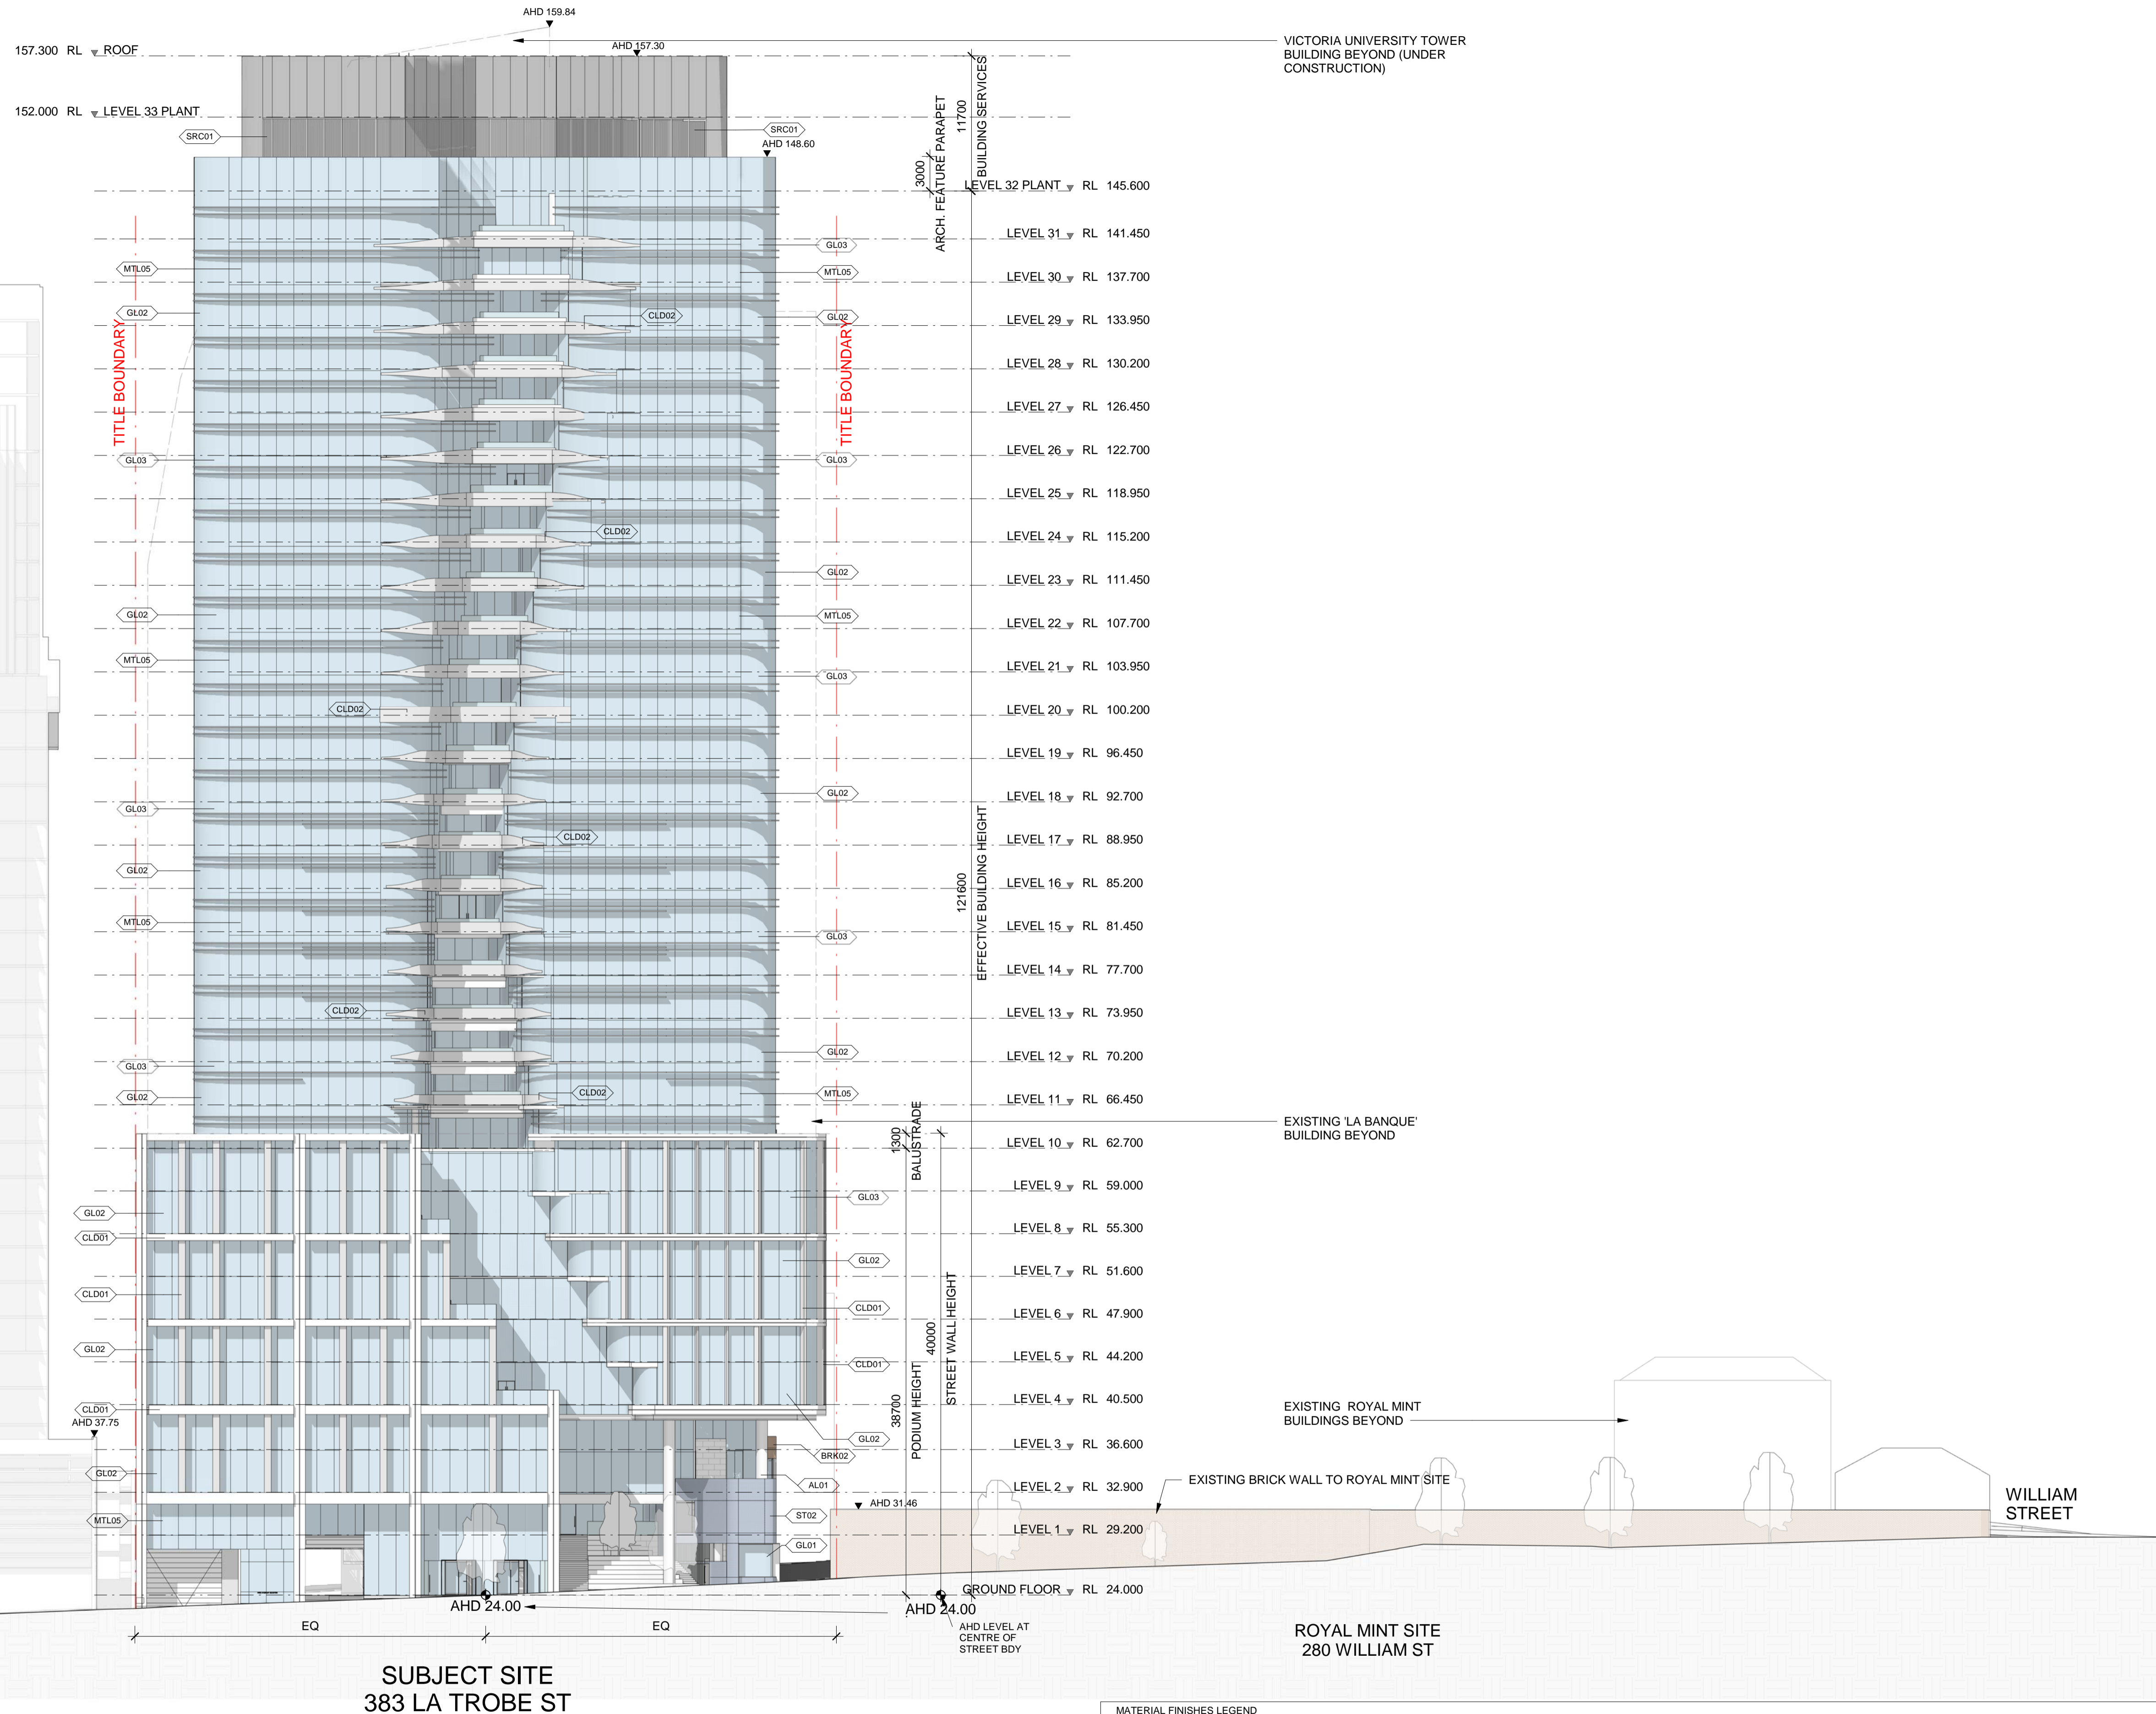 AHD 159.84
157.300 RL ROOF
AHD 157.30
VICTORIA UNIVERSITY TOWER
BUILDING BEYOND (UNDER
CONSTRUCTION)
152.000 RL LEVEL 33 PLANT
SRC01
SRC01
AHD 148.60
11700
BUILDING SERVICES
3000
ARCH. FEATURE PARAPET
LEVEL 32 PLANT RL 145.600
LEVEL 31 RL 141.450
GL03
MTL05
MTL05
LEVEL 30 RL 137.700
GL02
CLD02
GL02
LEVEL 29 RL 133.950
TITLE BOUNDARY
TITLE BOUNDARY
LEVEL 28 RL 130.200
LEVEL 27 RL 126.450
LEVEL 26 RL 122.700
GL03
GL03
LEVEL 25 RL 118.950
CLD02
LEVEL 24 RL 115.200
GL02
LEVEL 23 RL 111.450
GL02
MTL05
LEVEL 22 RL 107.700
MTL05
GL03
LEVEL 21 RL 103.950
CLD02
LEVEL 20 RL 100.200
LEVEL 19 RL 96.450
GL03
GL02
LEVEL 18 RL 92.700
CLD02
LEVEL 17 RL 88.950
121600
EFFECTIVE BUILDING HEIGHT
GL02
LEVEL 16 RL 85.200
MTL05
GL03
LEVEL 15 RL 81.450
LEVEL 14 RL 77.700
CLD02
LEVEL 13 RL 73.950
GL03
GL02
LEVEL 12 RL 70.200
GL02
CLD02
MTL05
LEVEL 11 RL 66.450
EXISTING 'LA BANQUE'
BUILDING BEYOND
1300
BALUSTRADE
LEVEL 10 RL 62.700
LEVEL 9 RL 59.000
GL02
GL03
LEVEL 8 RL 55.300
CLD01
GL02
LEVEL 7 RL 51.600
CLD01
CLD01
LEVEL 6 RL 47.900
40000
STREET WALL HEIGHT
GL02
CLD01
LEVEL 5 RL 44.200
38700
PODIUM HEIGHT
LEVEL 4 RL 40.500
CLD01
AHD 37.75
EXISTING ROYAL MINT
BUILDINGS BEYOND
GL02
LEVEL 3 RL 36.600
BRK02
GL02
AL01
LEVEL 2 RL 32.900
EXISTING BRICK WALL TO ROYAL MINT SITE
AHD 31.46
WILLIAM
STREET
MTL05
ST02
LEVEL 1 RL 29.200
GL01
GROUND FLOOR RL 24.000
AHD 24.00
AHD 24.00
EQ
EQ
AHD LEVEL AT
CENTRE OF
STREET BDY
ROYAL MINT SITE
280 WILLIAM ST
SUBJECT SITE
383 LA TROBE ST
MATERIAL FINISHES LEGEND